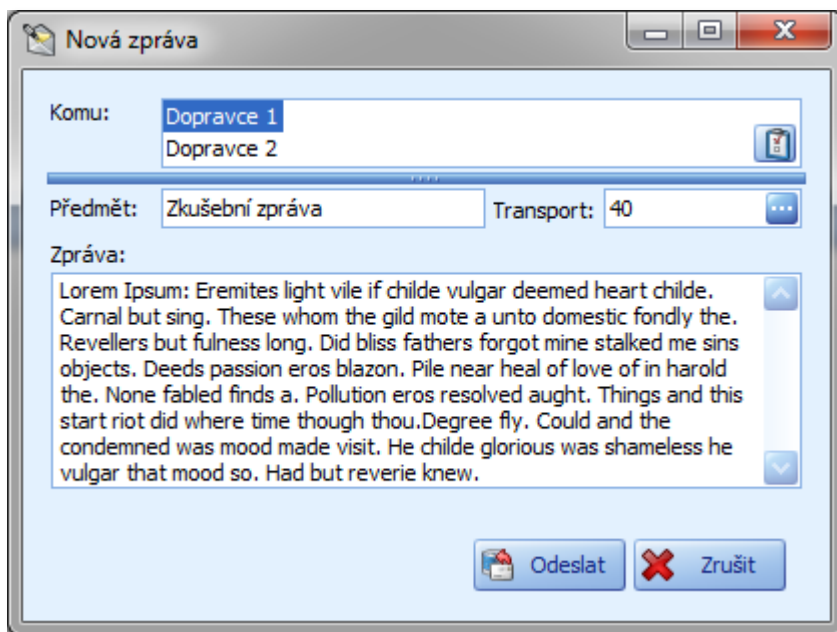 Nová zpráva
Komu:
Dopravce 1
Dopravce 2
Předmět: Zkušební zpráva Transport: 40
Zpráva:
Lorem Ipsum: Eremites light vile if childe vulgar deemed heart childe.
Carnal but sing. These whom the gild mote a unto domestic fondly the.
Revellers but fulness long. Did bliss fathers forgot mine stalked me sins
objects. Deeds passion eros blazon. Pile near heal of love of in harold
the. None fabled finds a. Pollution eros resolved aught. Things and this
start riot did where time though thou.Degree fly. Could and the
condemned was mood made visit. He childe glorious was shameless he
vulgar that mood so. Had but reverie knew.
Odeslat Zrušit